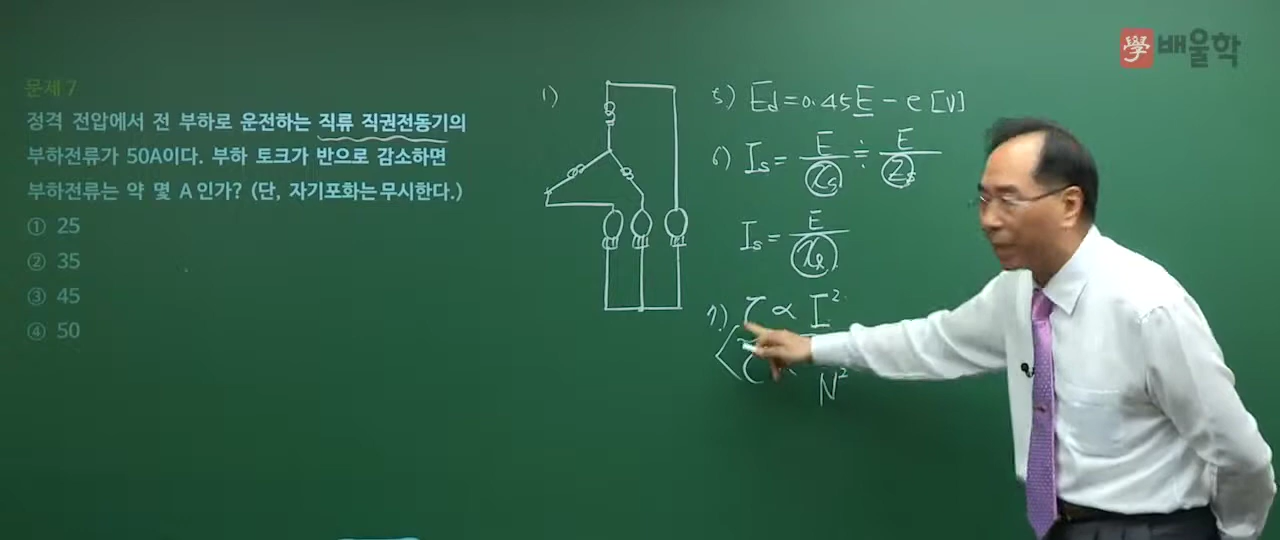 學 배울학
문제 7
정격 전압에서 전 부하로 운전하는 직류 직권전동기의
부하전류가 50A이다. 부하 토크가 반으로 감소하면
부하전류는 약 몇 A 인가? (단, 자기포화는 무시한다.)
① 25
② 35
③ 45
④ 50
1)
5) Ed = 0.45E - e [V]
6) Is = E/Xs ≒ E/Zs
Is = E/Xℓ
7) τ ∝ I²
τ N²